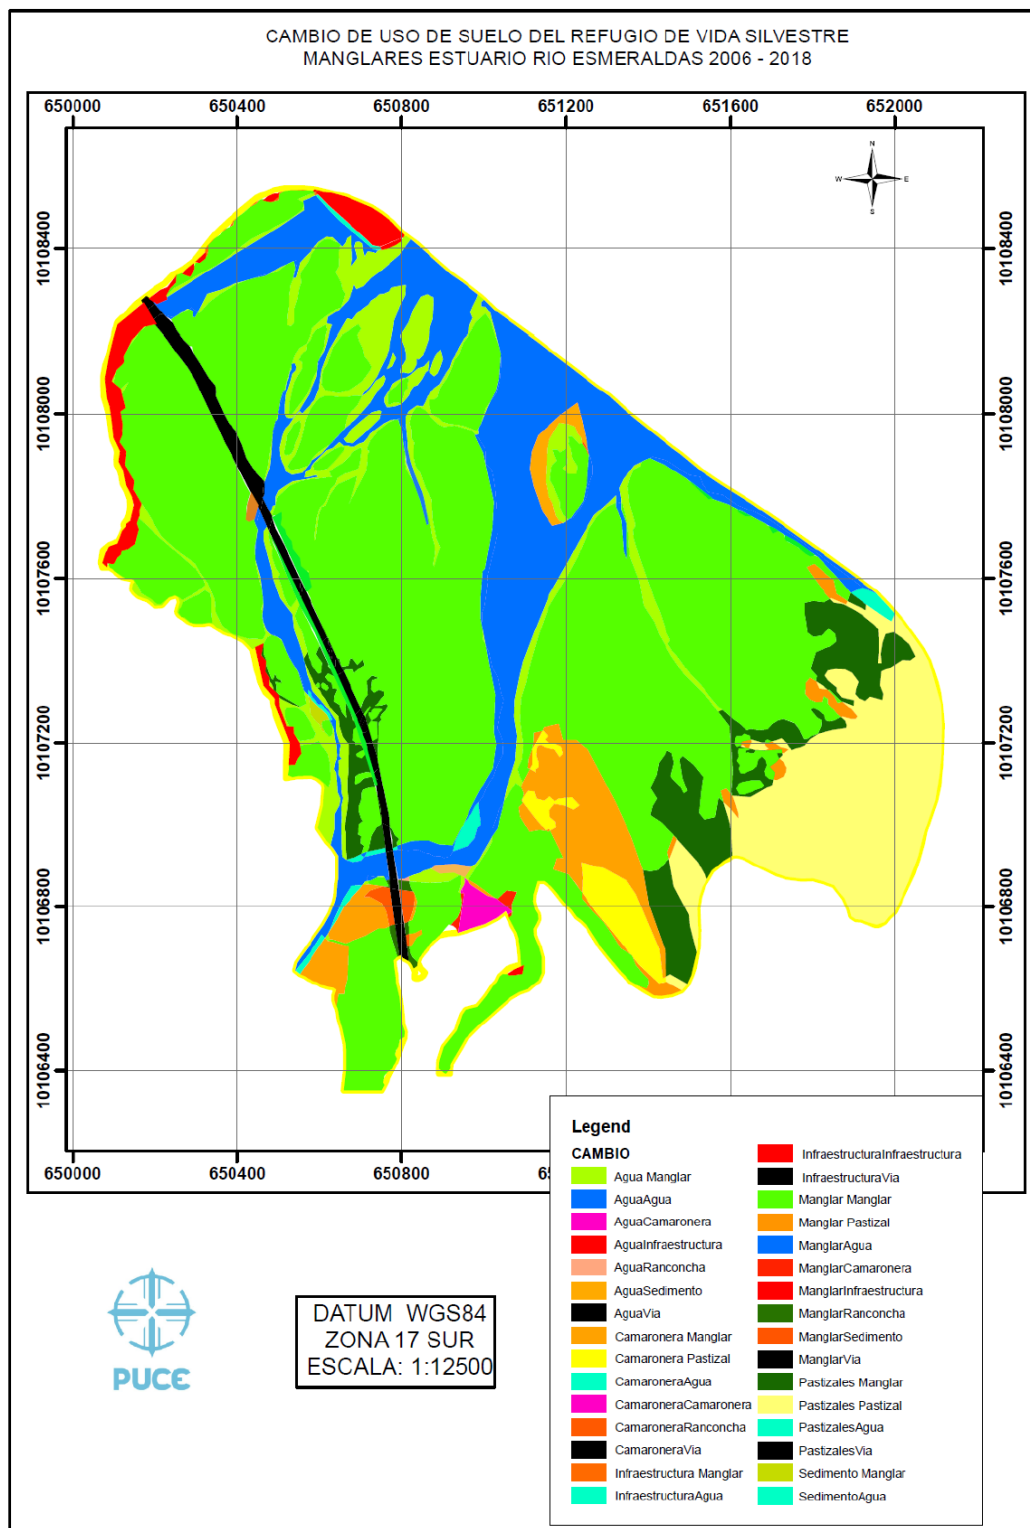 CAMBIO DE USO DE SUELO DEL REFUGIO DE VIDA SILVESTRE
MANGLARES ESTUARIO RIO ESMERALDAS 2006 - 2018
650000 650400 650800 651200 651600 652000
N
W E
S
10108400 10108400
10108000 10108000
10107600 10107600
10107200 10107200
10106800 10106800
10106400 10106400
650000 650400 650800
Legend
CAMBIO
Agua Manglar
AguaAgua
AguaCamaronera
AguaInfraestructura
AguaRanconcha
AguaSedimento
AguaVia
Camaronera Manglar
Camaronera Pastizal
CamaroneraAgua
CamaroneraCamaronera
CamaroneraRanconcha
CamaroneraVia
Infraestructura Manglar
InfraestructuraAgua
InfraestructuraInfraestructura
InfraestructuraVia
Manglar Manglar
Manglar Pastizal
ManglarAgua
ManglarCamaronera
ManglarInfraestructura
ManglarRanconcha
ManglarSedimento
ManglarVia
Pastizales Manglar
Pastizales Pastizal
PastizalesAgua
PastizalesVia
Sedimento Manglar
SedimentoAgua
PUCE
DATUM WGS84
ZONA 17 SUR
ESCALA: 1:12500